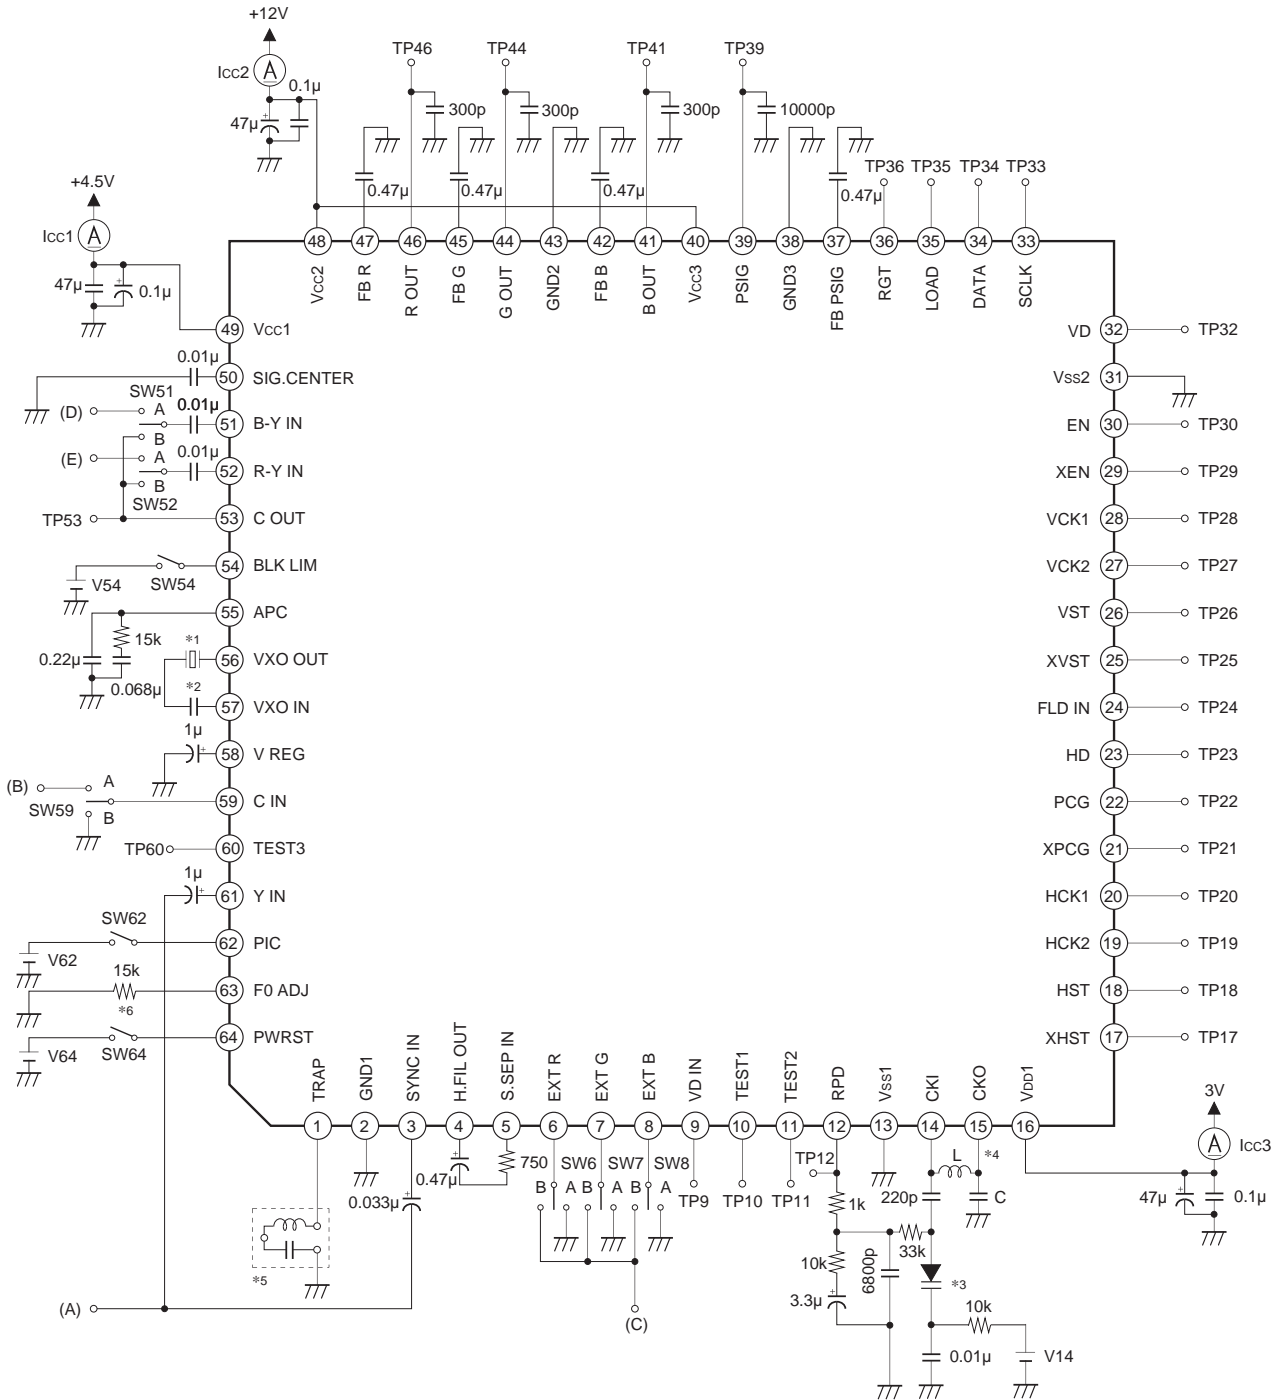 +12V
Icc2
A
0.1µ
47µ
TP46
TP44
TP41
TP39
300p
300p
300p
10000p
0.47µ
0.47µ
0.47µ
0.47µ
TP36
TP35
TP34
TP33
+4.5V
Icc1
A
47µ
0.1µ
48 47 46 45 44 43 42 41 40 39 38 37 36 35 34 33
Vcc2
FB R
R OUT
FB G
G OUT
GND2
FB B
B OUT
Vcc3
PSIG
GND3
FB PSIG
RGT
LOAD
DATA
SCLK
49 Vcc1
0.01µ
50 SIG.CENTER
SW51
(D) A
B
0.01µ
51 B-Y IN
(E) A
B
0.01µ
SW52
52 R-Y IN
TP53
53 C OUT
V54
SW54
54 BLK LIM
55 APC
15k
0.22µ
0.068µ
*1
56 VXO OUT
*2
57 VXO IN
1µ
58 V REG
(B) A
SW59
B
59 C IN
TP60
60 TEST3
1µ
61 Y IN
SW62
V62
62 PIC
15k
*6
63 F0 ADJ
V64
SW64
64 PWRST
VD 32 TP32
Vss2 31
EN 30 TP30
XEN 29 TP29
VCK1 28 TP28
VCK2 27 TP27
VST 26 TP26
XVST 25 TP25
FLD IN 24 TP24
HD 23 TP23
PCG 22 TP22
XPCG 21 TP21
HCK1 20 TP20
HCK2 19 TP19
HST 18 TP18
XHST 17 TP17
TRAP
GND1
SYNC IN
H.FIL OUT
S.SEP IN
EXT R
EXT G
EXT B
VD IN
TEST1
TEST2
RPD
Vss1
CKI
CKO
VDD1
1 2 3 4 5 6 7 8 9 10 11 12 13 14 15 16
3V
A
Icc3
47µ
0.1µ
0.033µ
0.47µ
750
SW6
SW7
SW8
B A B A B A
TP9
TP10
TP11
TP12
L
*4
220p
C
1k
33k
10k
6800p
3.3µ
*3
10k
0.01µ
V14
*5
(A)
(C)